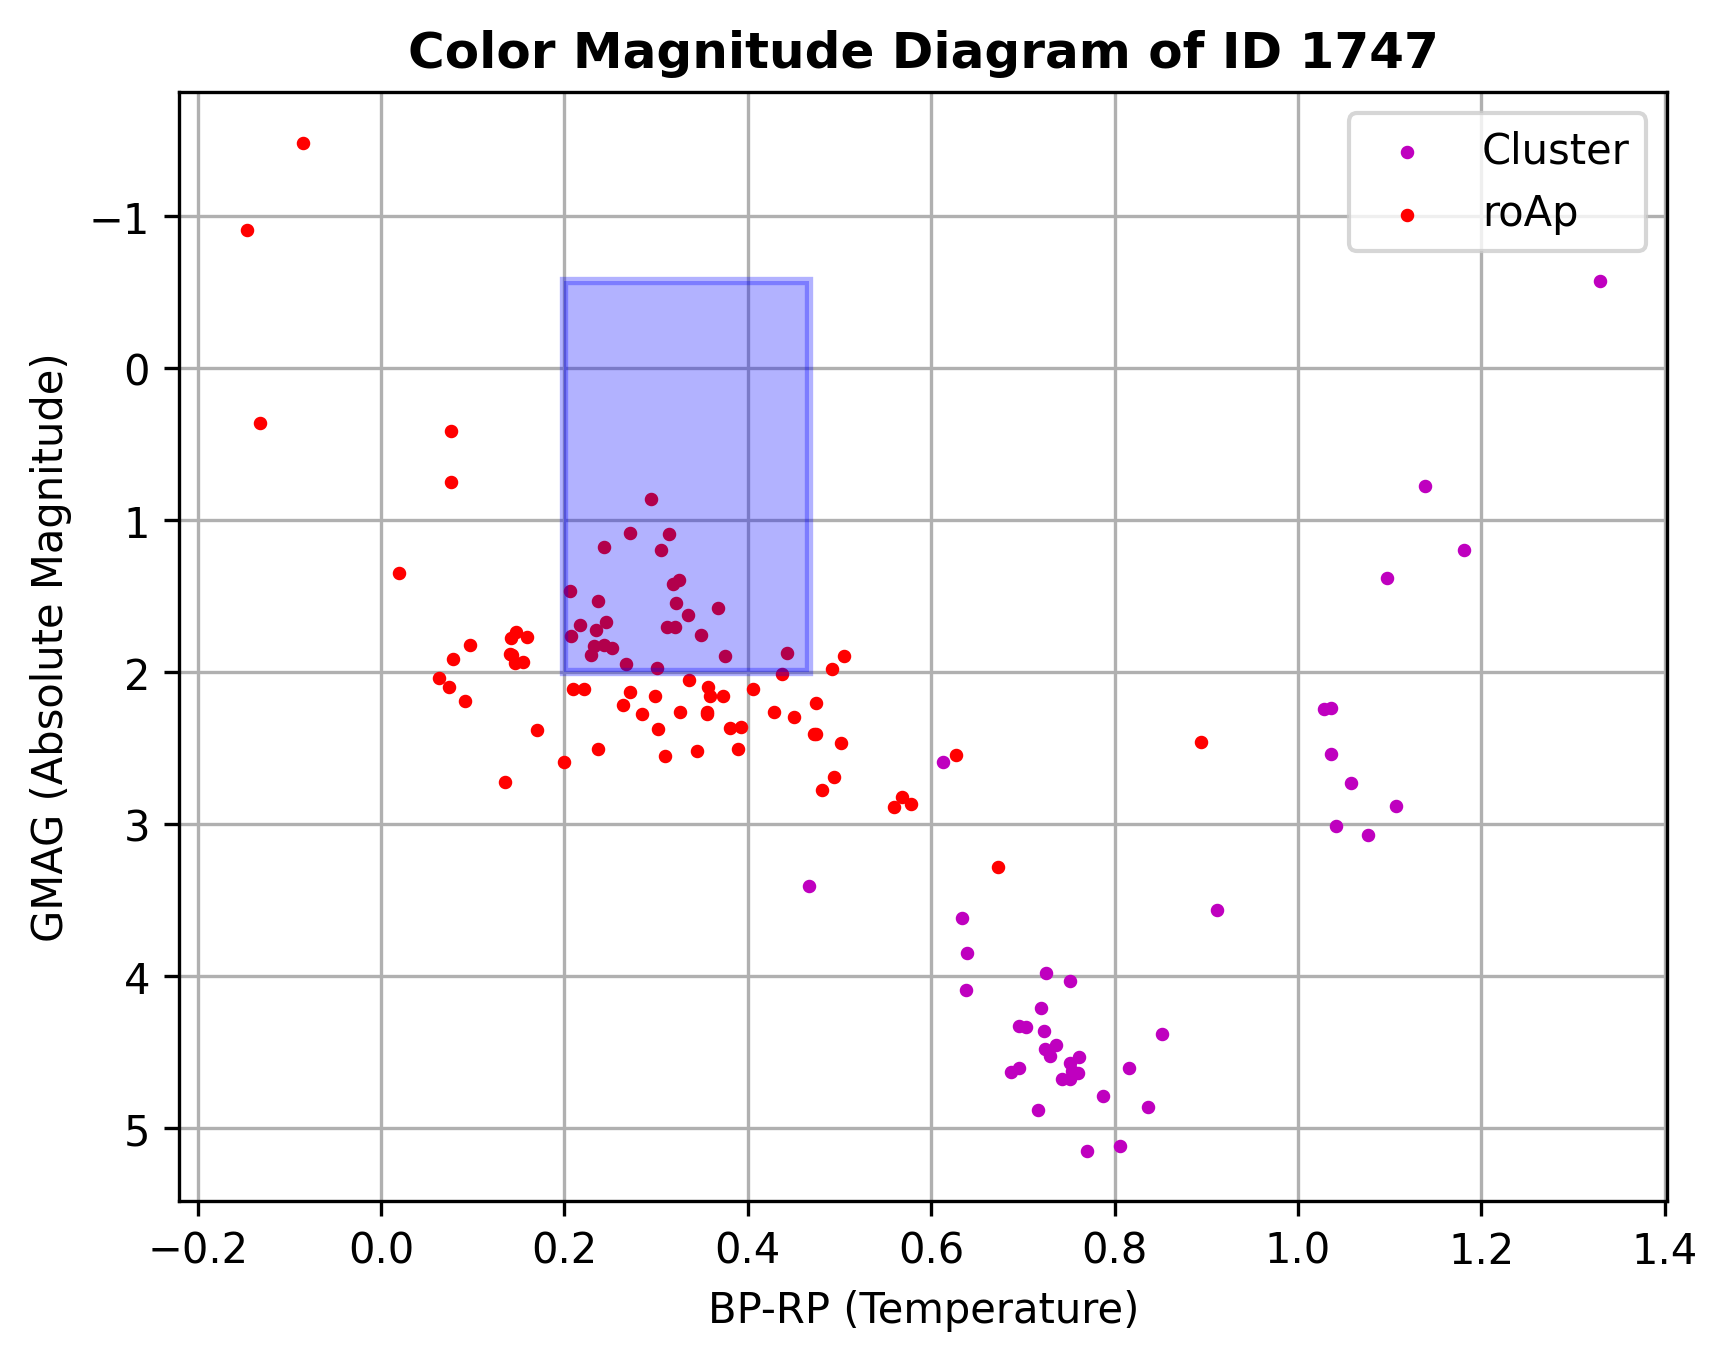 Color Magnitude Diagram of ID 1747
Cluster
roAp
−1
0
1
2
3
4
5
GMAG (Absolute Magnitude)
−0.2 0.0 0.2 0.4 0.6 0.8 1.0 1.2 1.4
BP-RP (Temperature)